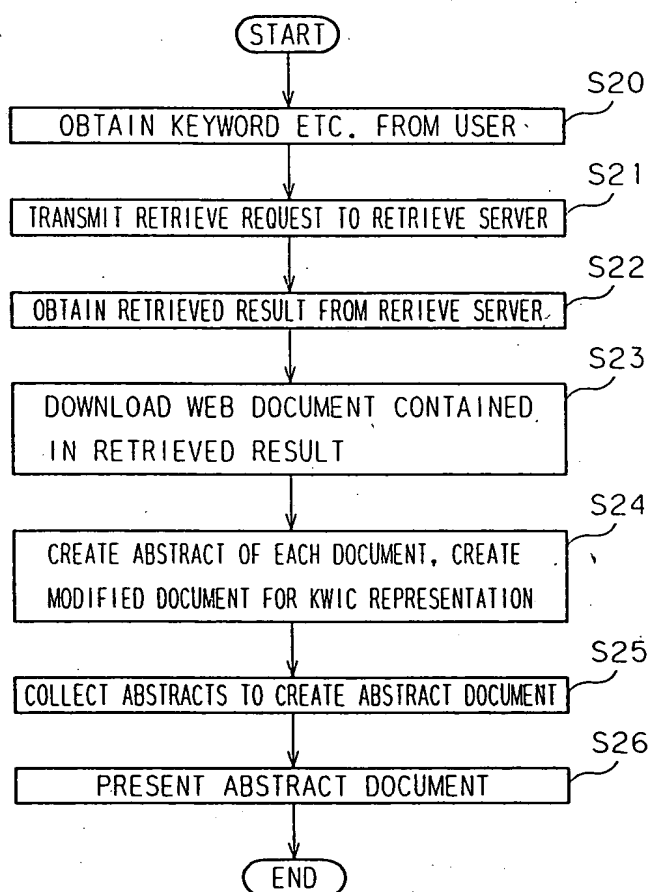 START
S20
OBTAIN KEYWORD ETC. FROM USER
S21
TRANSMIT RETRIEVE REQUEST TO RETRIEVE SERVER
S22
OBTAIN RETRIEVED RESULT FROM RERIEVE SERVER
S23
DOWNLOAD WEB DOCUMENT CONTAINED
IN RETRIEVED RESULT
S24
CREATE ABSTRACT OF EACH DOCUMENT, CREATE
MODIFIED DOCUMENT FOR KWIC REPRESENTATION
S25
COLLECT ABSTRACTS TO CREATE ABSTRACT DOCUMENT
S26
PRESENT ABSTRACT DOCUMENT
END